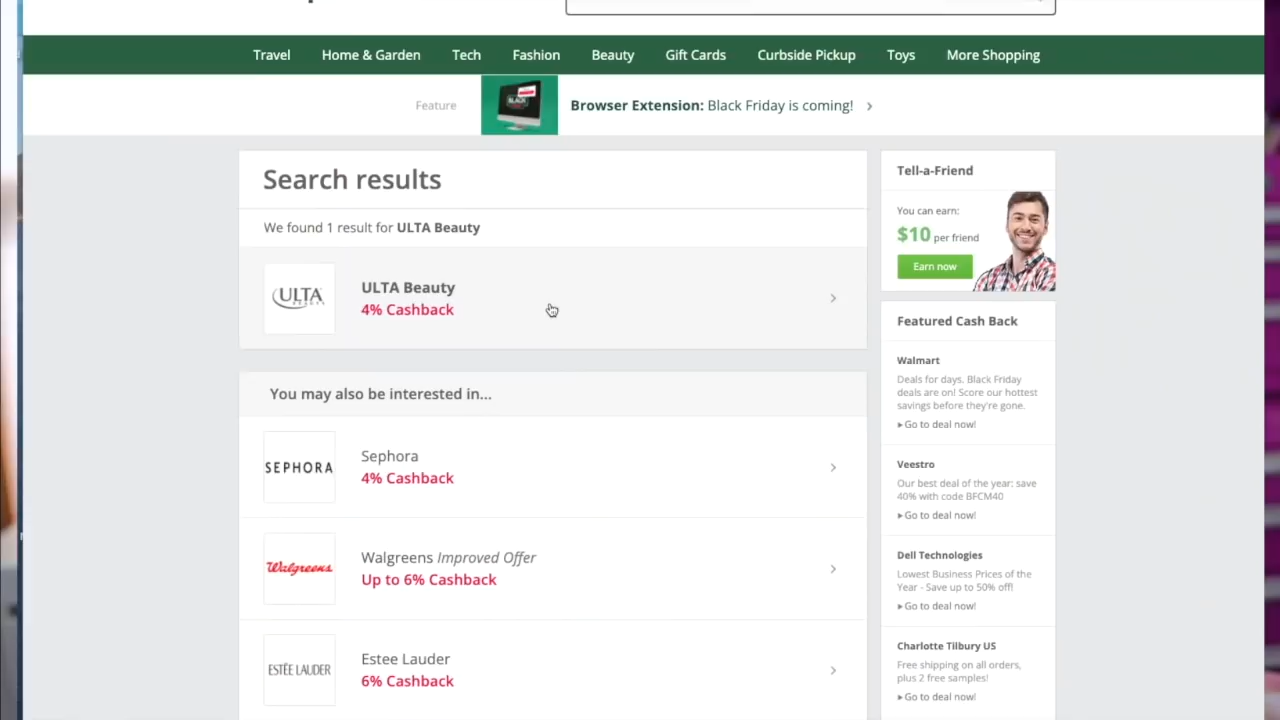 Travel
Home & Garden
Tech
Fashion
Beauty
Gift Cards
Curbside Pickup
Toys
More Shopping
Feature
Browser Extension: Black Friday is coming!
Search results
We found 1 result for ULTA Beauty
ULTA
BEAUTY
ULTA Beauty
4% Cashback
You may also be interested in...
SEPHORA
Sephora
4% Cashback
Walgreens
Walgreens Improved Offer
Up to 6% Cashback
ESTĒE LAUDER
Estee Lauder
6% Cashback
Tell-a-Friend
You can earn:
$10 per friend
Earn now
Featured Cash Back
Walmart
Deals for days. Black Friday
deals are on! Score our hottest
savings before they're gone.
▸Go to deal now!
Veestro
Our best deal of the year: save
40% with code BFCM40
▸Go to deal now!
Dell Technologies
Lowest Business Prices of the
Year - Save up to 50% off!
▸Go to deal now!
Charlotte Tilbury US
Free shipping on all orders,
plus 2 free samples!
▸Go to deal now!